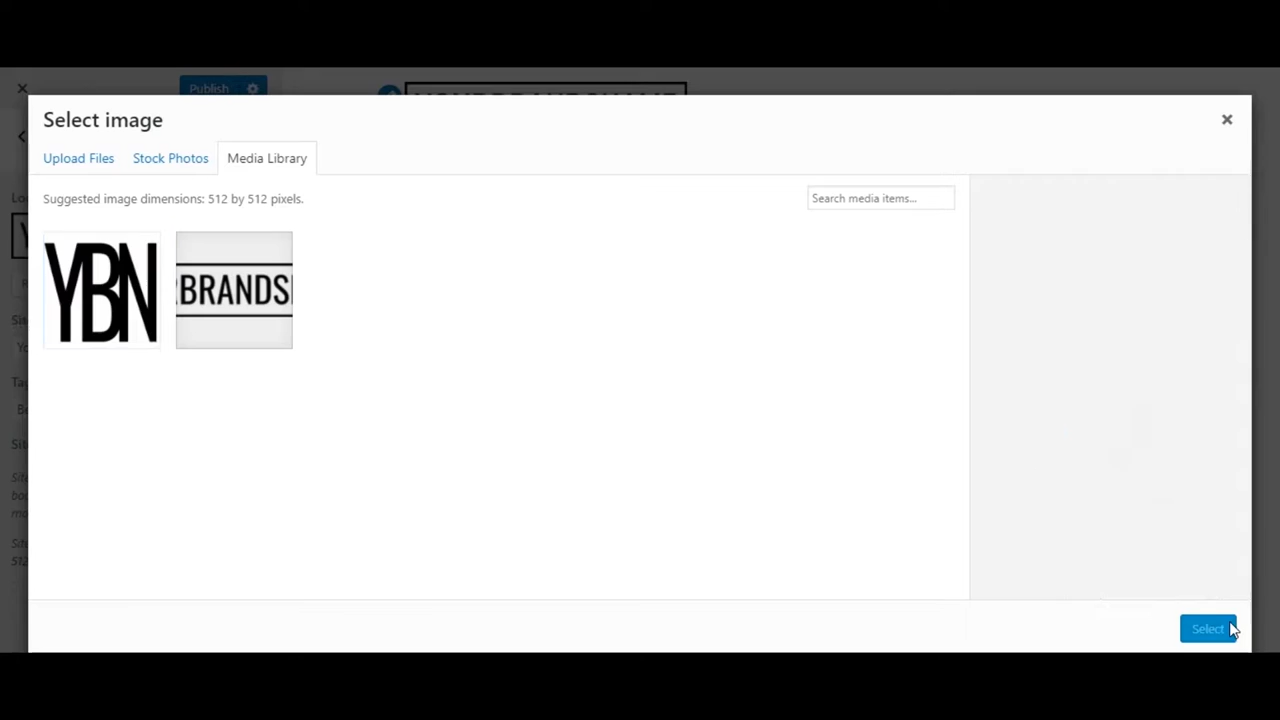 Publish
Select image
Upload Files
Stock Photos
Media Library
Suggested image dimensions: 512 by 512 pixels.
Search media items...
YBN
BRANDS
Select